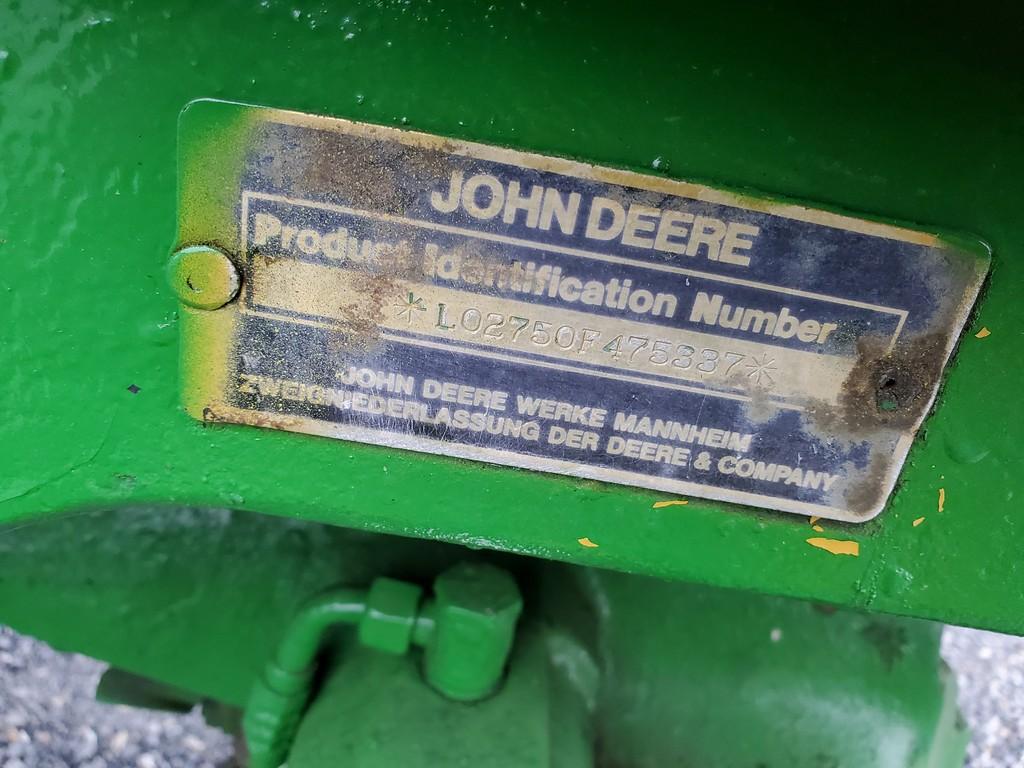 JOHN DEERE
Product Identification Number
*L02750F475337*
JOHN DEERE WERKE MANNHEIM
ZWEIGNIEDERLASSUNG DER DEERE & COMPANY